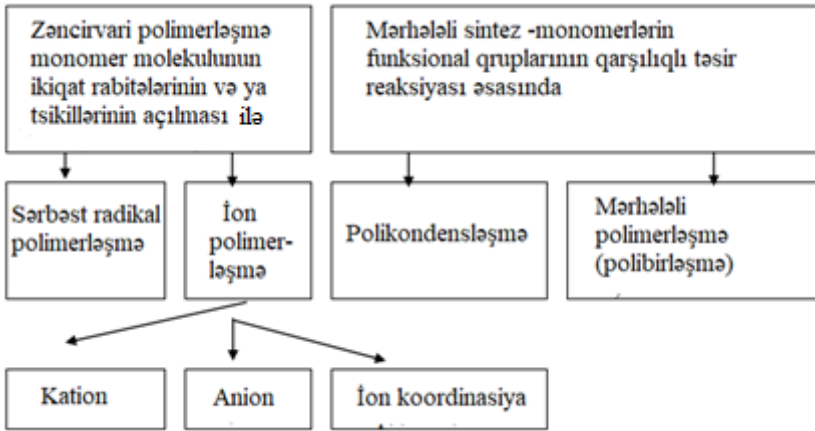 Zəncirvari polimerləşmə
monomer molekulunun
ikiqat rabitələrinin və ya
tsikillərinin açılması ilə
Mərhələli sintez -monomerlərin
funksional qruplarının qarşılıqlı təsir
reaksiyası əsasında
Sərbəst radikal
polimerləşmə
İon
polimer-
ləşmə
Polikondensləşmə
Mərhələli
polimerləşmə
(polibirləşmə)
Kation
Anion
İon koordinasiya